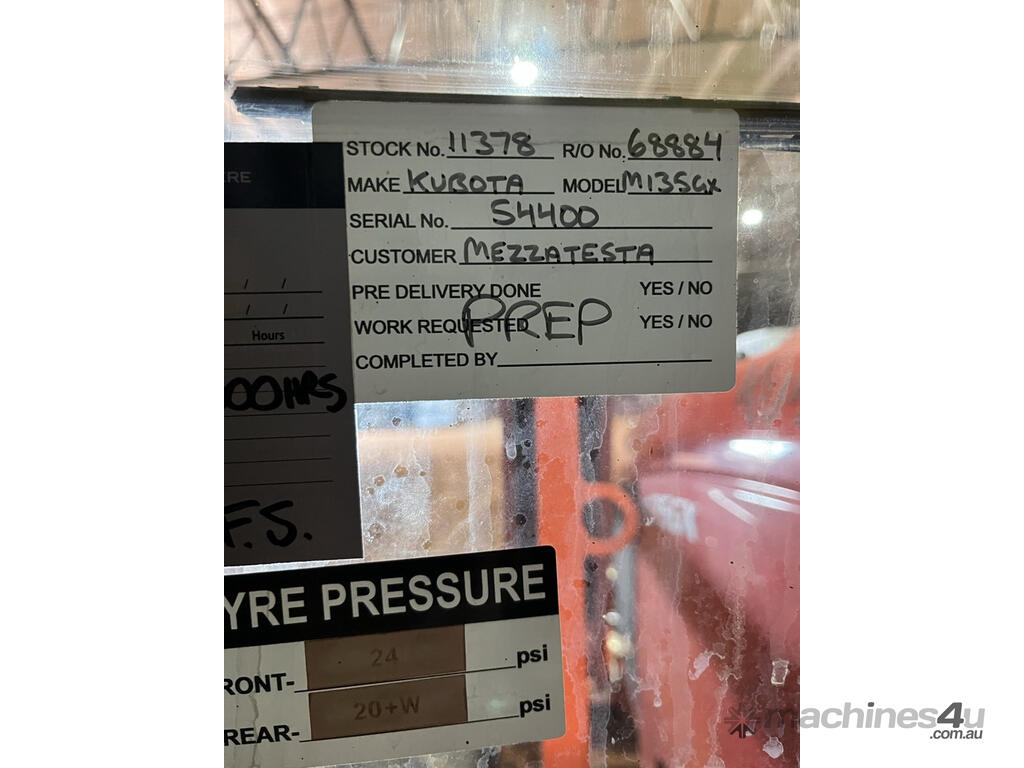 STOCK No. 11378 R/O No. 68884
MAKE KUBOTA MODEL M135GX
SERIAL No. 54400
CUSTOMER MEZZATESTA
PRE DELIVERY DONE YES / NO
WORK REQUESTED YES / NO
PREP
COMPLETED BY
ERE
/ /
/ /
Hours
00HRS
F.S.
YRE PRESSURE
RONT- 24 psi
REAR- 20+W psi
machines4u
.com.au